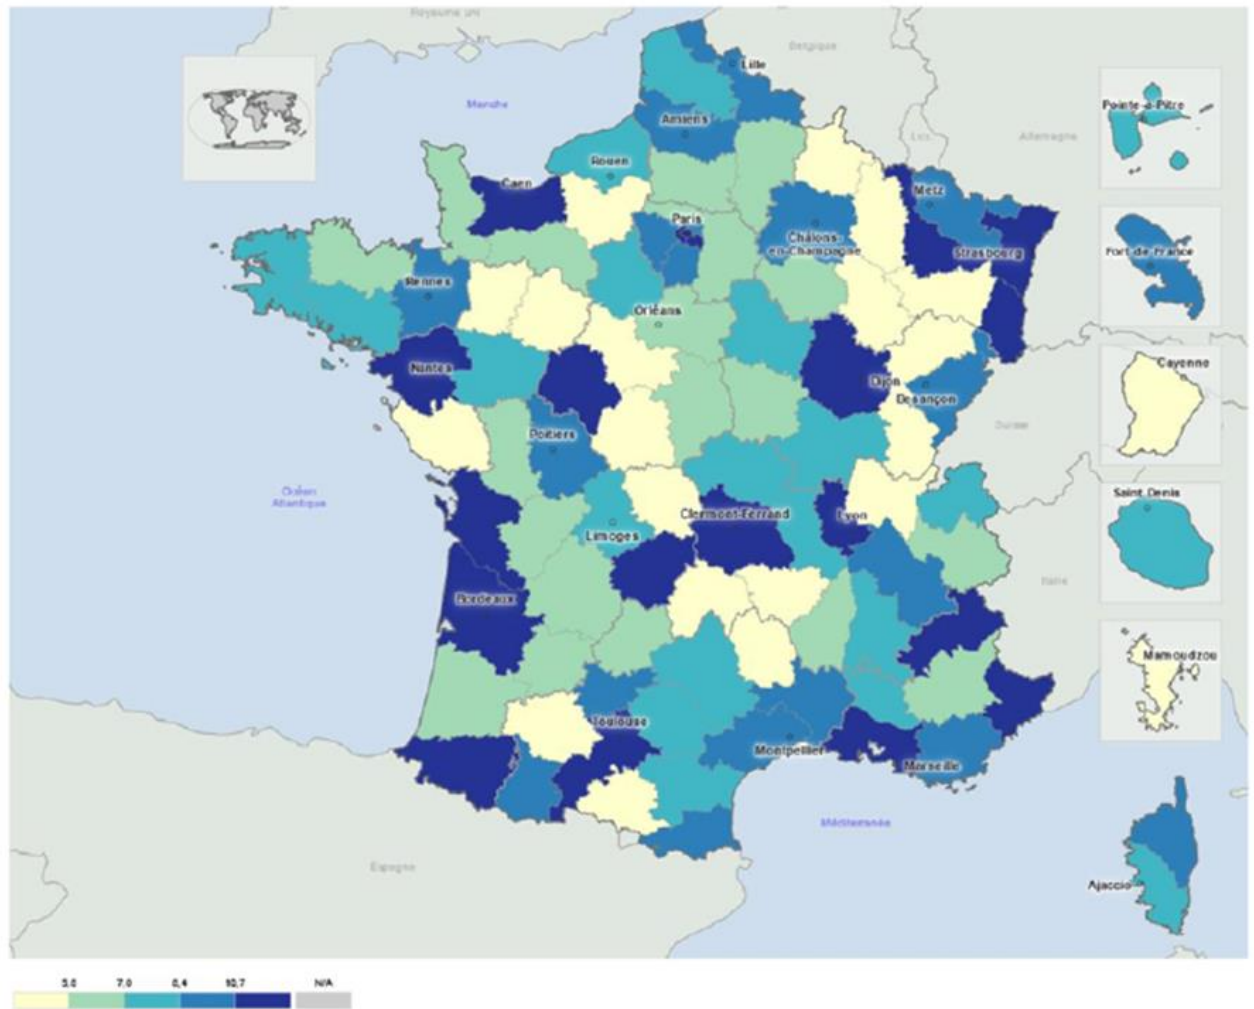 Royaume uni
Belgique
Lille
Manche
Pointe-à-Pitre
Amiens
Lux.
Allemagne
Rouen
Caen
Metz
Paris
Châlons-
en-Champagne
Strasbourg
Fort-de-France
Rennes
Orléans
Nantes
Dijon
Besançon
Cayenne
Poitiers
Suisse
Océan
Atlantique
Saint-Denis
Clermont-Ferrand
Lyon
Limoges
Italie
Bordeaux
Mamoudzou
Toulouse
Montpellier
Marseille
Méditerranée
Espagne
Ajaccio
7,0
8,4
10,7
N/A